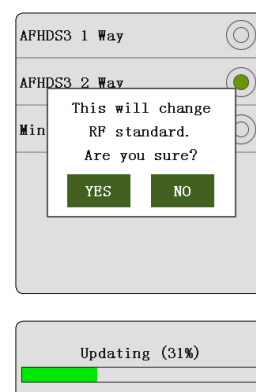 AFHDS3 1 Way
AFHDS3 2 Way
Min
This will change
RF standard.
Are you sure?
YES NO
Updating (31%)